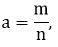 a = m/n,